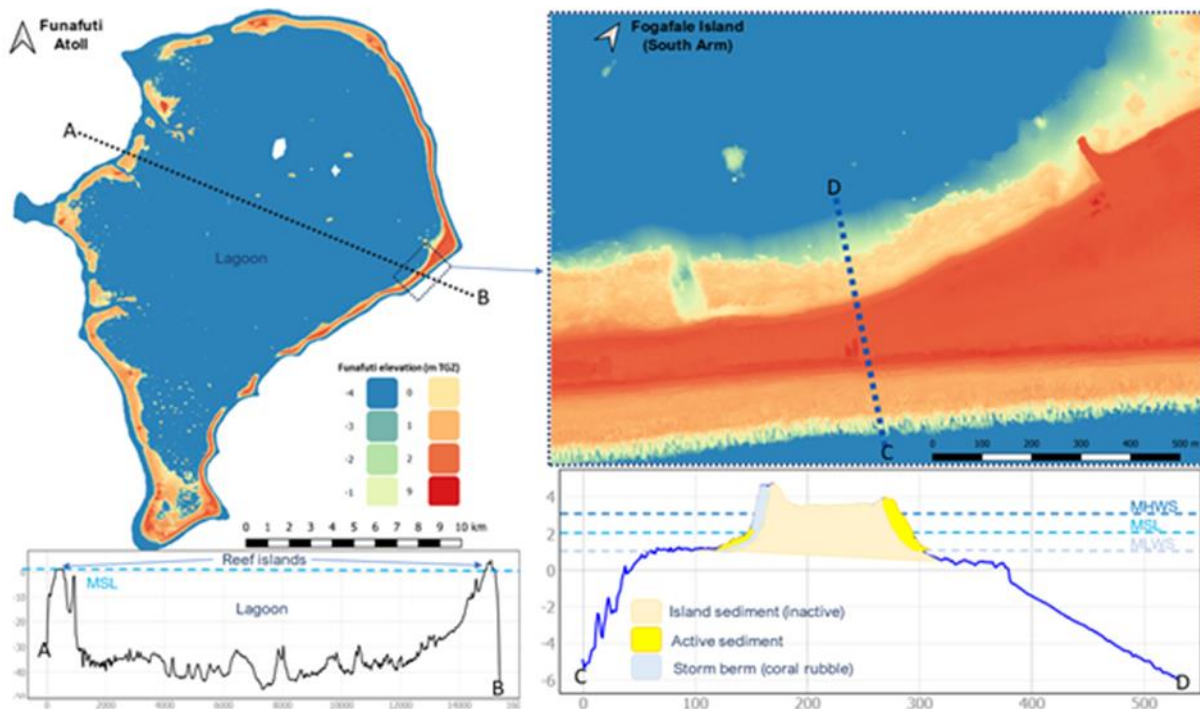 Funafuti
Atoll
A
Lagoon
B
Funafuti elevation (m TGZ)
-4 0
-3 1
-2 2
-1 9
0 1 2 3 4 5 6 7 8 9 10 km
Fogafale Island
(South Arm)
D
C
0 100 200 300 400 500 m
Reef islands
0
MSL
Lagoon
-10
-20
-30
-40
-50
A
B
0 2000 4000 6000 8000 10000 12000 14000
4
2
0
-2
-4
-6
MHWS
MSL
MLWS
Island sediment (inactive)
Active sediment
Storm berm (coral rubble)
C
D
0 100 200 300 400 500